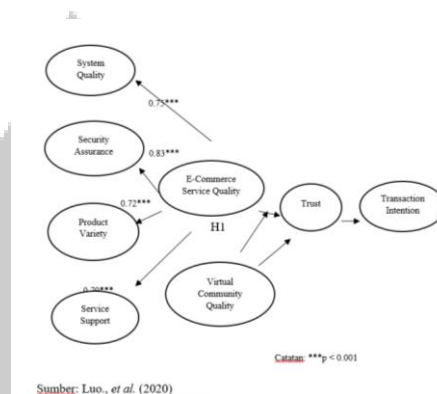 System
Quality
0.75***
Security
Assurance
0.83***
E-Commerce
Service Quality
0.72***
Product
Variety
H1
Trust
Transaction
Intention
Virtual
Community
Quality
Service
Support
Catatan: ***p < 0.001
Sumber: Luo., et al. (2020)